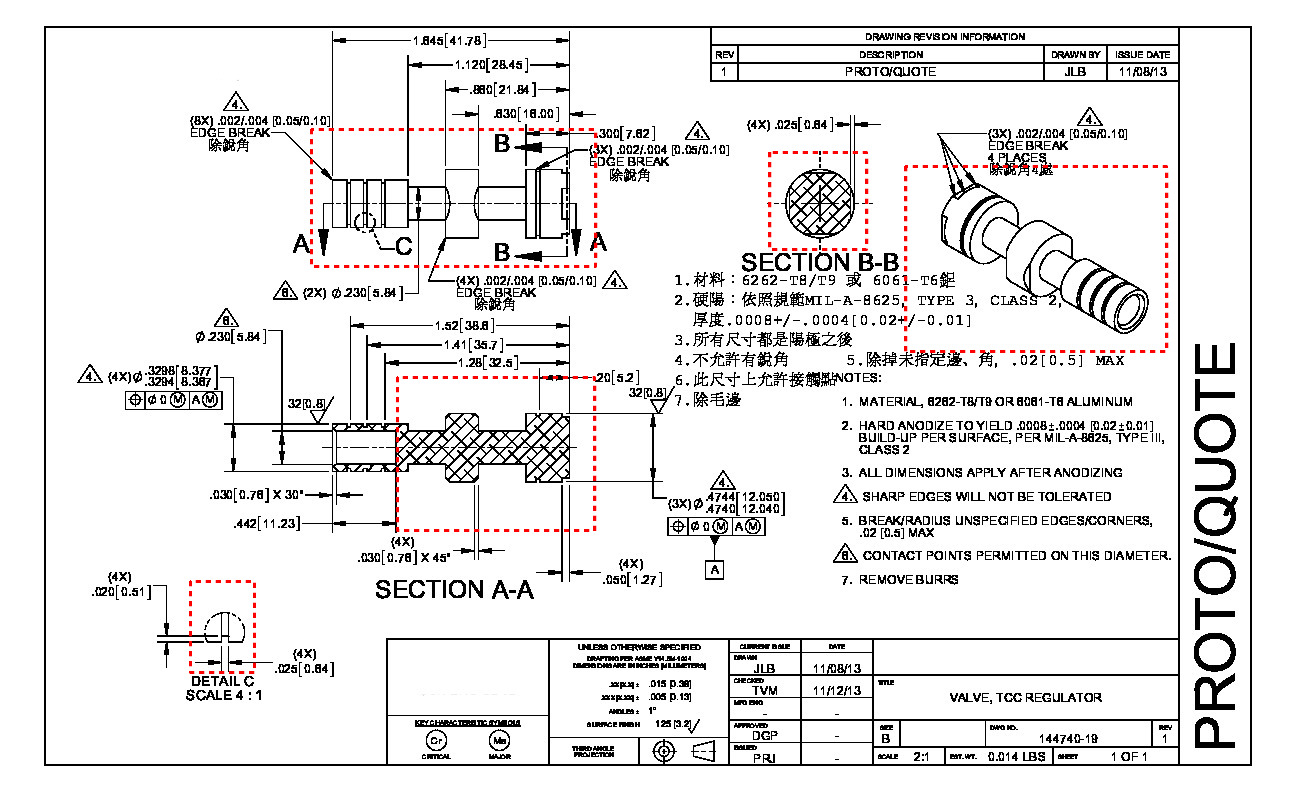 DRAWING REVISION INFORMATION
REV DESCRIPTION DRAWN BY ISSUE DATE
1 PROTO/QUOTE JLB 11/08/13
1.645[41.78]
1.120[28.45]
.860[21.84]
.630[16.00]
.300[7.62]
4.
(8X) .002/.004 [0.05/0.10]
EDGE BREAK
除銳角
4.
(3X) .002/.004 [0.05/0.10]
EDGE BREAK
除銳角
B
B
A
A
C
4.
(4X) .002/.004 [0.05/0.10]
EDGE BREAK
除銳角
6. (2X) Ø.230[5.84]
(4X) .025[0.64]
SECTION B-B
4.
(3X) .002/.004 [0.05/0.10]
EDGE BREAK
4 PLACES
除銳角4處
1.材料：6262-T8/T9 或 6061-T6鋁
2.硬陽：依照規範MIL-A-8625, TYPE 3, CLASS 2,
厚度.0008+/-.0004[0.02+/-0.01]
3.所有尺寸都是陽極之後
4.不允許有銳角 5.除掉未指定邊、角, .02[0.5] MAX
6.此尺寸上允許接觸點
7.除毛邊
6.
Ø.230[5.84]
1.52[38.6]
1.41[35.7]
1.28[32.5]
.20[5.2]
4. (4X) Ø .3298[8.377]
.3294[8.367]
⌖ Ø 0 Ⓜ A Ⓜ
32[0.8]
32[0.8]
.030[0.76] X 30°
.442[11.23]
(4X)
.030[0.76] X 45°
(4X)
.050[1.27]
4.
(3X) Ø .4744[12.050]
.4740[12.040]
⌖ Ø 0 Ⓜ A Ⓜ
A
SECTION A-A
NOTES:
1. MATERIAL, 6262-T8/T9 OR 6061-T6 ALUMINUM
2. HARD ANODIZE TO YIELD .0008±.0004 [0.02±0.01]
BUILD-UP PER SURFACE, PER MIL-A-8625, TYPE III,
CLASS 2
3. ALL DIMENSIONS APPLY AFTER ANODIZING
4. SHARP EDGES WILL NOT BE TOLERATED
5. BREAK/RADIUS UNSPECIFIED EDGES/CORNERS,
.02 [0.5] MAX
6. CONTACT POINTS PERMITTED ON THIS DIAMETER.
7. REMOVE BURRS
(4X)
.020[0.51]
(4X)
.025[0.64]
DETAIL C
SCALE 4 : 1
PROTO/QUOTE
KEY CHARACTERISTIC SYMBOLS
Cr Ma
CRITICAL MAJOR
UNLESS OTHERWISE SPECIFIED
DRAFTING PER ASME Y14.5M-1994
DIMENSIONS ARE IN INCHES [MILLIMETERS]
.xx[x.x] ± .015 [0.38]
.xxx[x.xx] ± .005 [0.13]
ANGLES ± 1°
SURFACE FINISH 125 [3.2]
THIRD ANGLE
PROJECTION
CURRENT ISSUE DATE
DRAWN JLB 11/08/13
CHECKED TVM 11/12/13
MFG ENG - -
APPROVED DGP -
ISSUED PRJ -
TITLE
VALVE, TCC REGULATOR
SIZE B
DWG NO. 144740-19
REV 1
SCALE 2:1 EST. WT. 0.014 LBS SHEET 1 OF 1